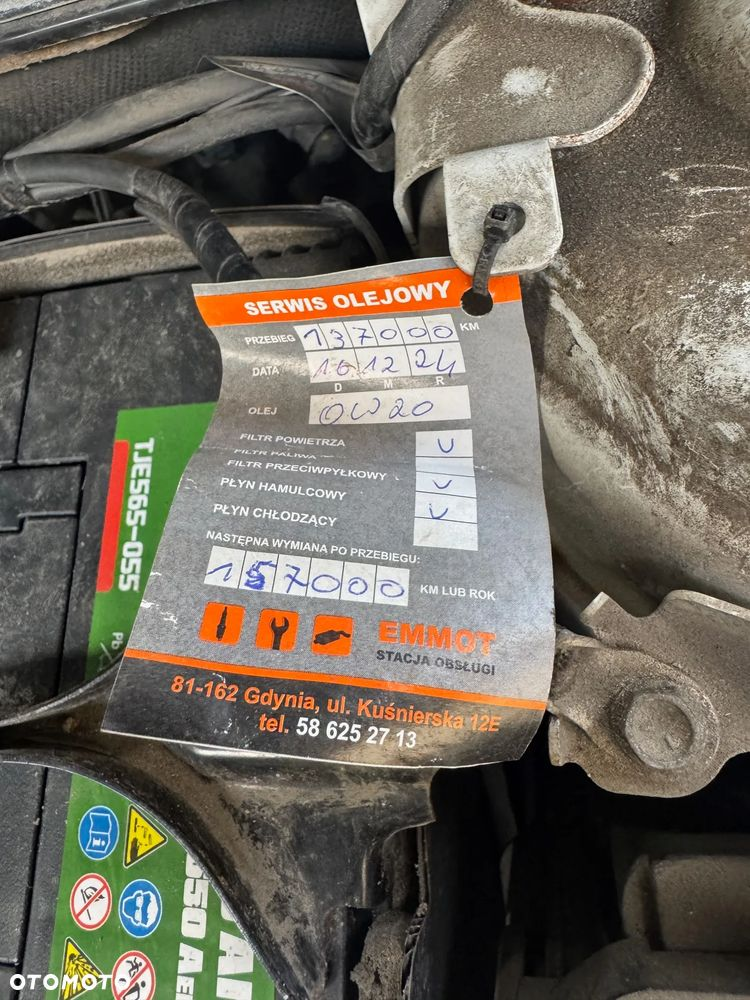 SERWIS OLEJOWY
PRZEBIEG 137000 KM
DATA 16 12 24
D M R
OLEJ 0W20
FILTR POWIETRZA V
FILTR PALIWA
FILTR PRZECIWPYŁKOWY
PŁYN HAMULCOWY V
PŁYN CHŁODZĄCY V
NASTĘPNA WYMIANA PO PRZEBIEGU:
157000 KM LUB ROK
EMMOT
STACJA OBSŁUGI
81-162 Gdynia, ul. Kuśnierska 12E
tel. 58 625 27 13
TJE565-055
Pb
OTOMOTO